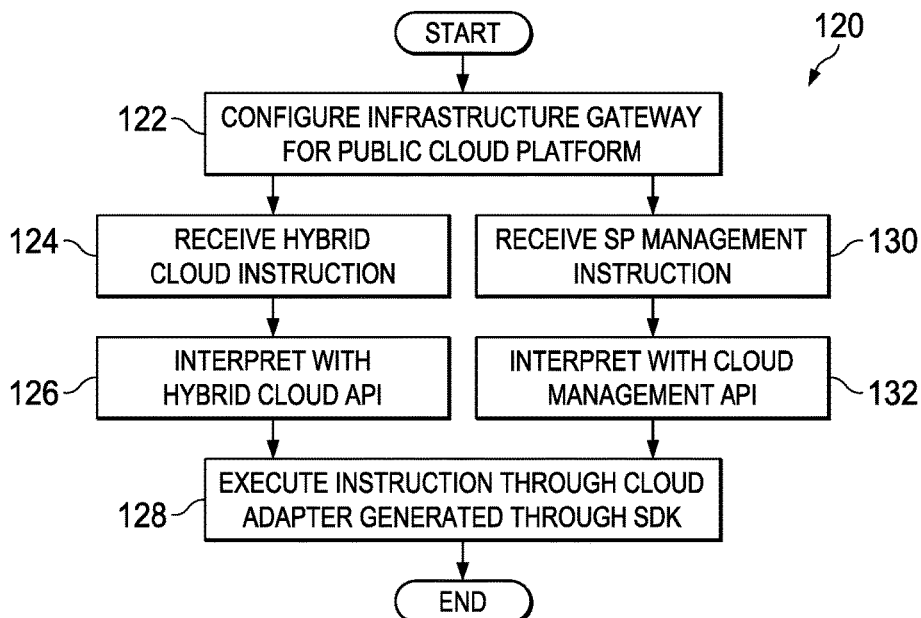 START
120
122
CONFIGURE INFRASTRUCTURE GATEWAY
FOR PUBLIC CLOUD PLATFORM
124
RECEIVE HYBRID
CLOUD INSTRUCTION
RECEIVE SP MANAGEMENT
INSTRUCTION
130
126
INTERPRET WITH
HYBRID CLOUD API
INTERPRET WITH CLOUD
MANAGEMENT API
132
128
EXECUTE INSTRUCTION THROUGH CLOUD
ADAPTER GENERATED THROUGH SDK
END